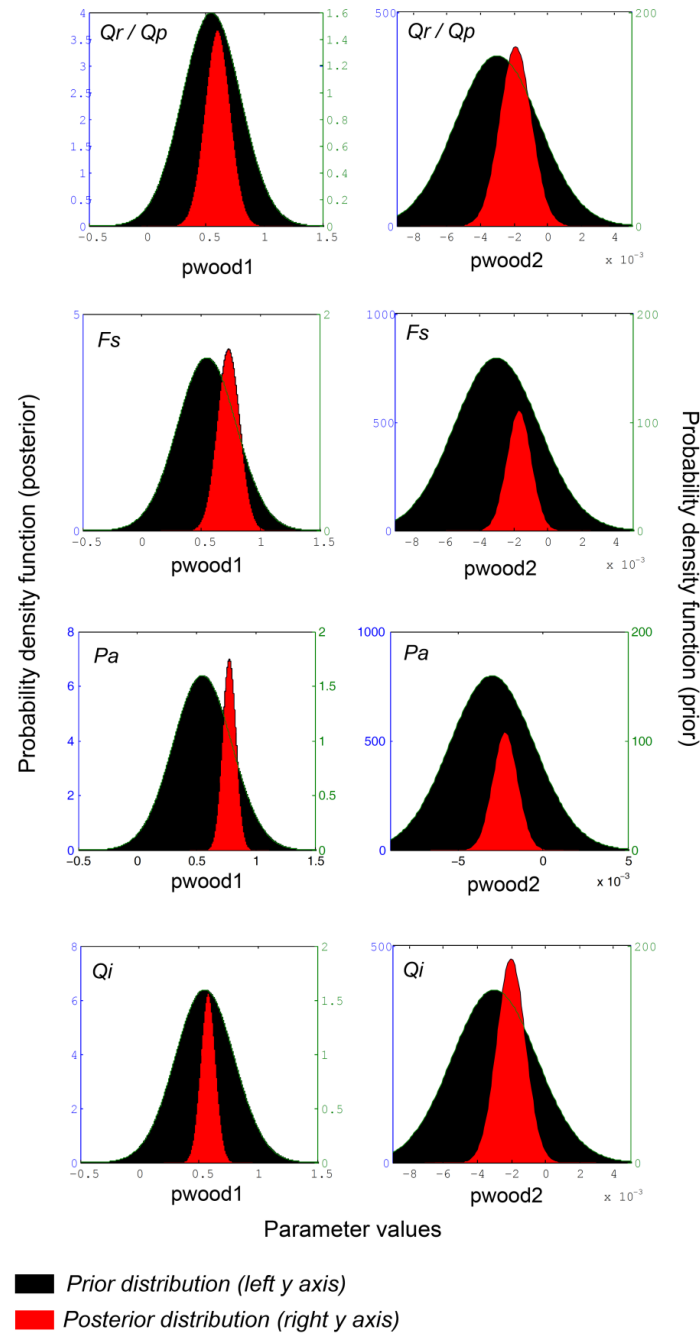 Qr / Qp
4
3.5
3
2.5
2
1.5
1
0.5
0
1.6
1.4
1.2
1
0.8
0.6
0.4
0.2
0
-0.5 0 0.5 1 1.5
pwood1
Qr / Qp
500
0
200
100
0
-8 -6 -4 -2 0 2 4
x 10⁻³
pwood2
Fs
5
0
2
1
0
-0.5 0 0.5 1 1.5
pwood1
Fs
1000
500
0
200
100
0
-8 -6 -4 -2 0 2 4
x 10⁻³
pwood2
Probability density function (posterior)
Probability density function (prior)
Pa
8
6
4
2
0
2
1.5
1
0.5
0
-0.5 0 0.5 1 1.5
pwood1
Pa
1000
500
0
200
100
0
-5 0 5
x 10⁻³
pwood2
Qi
8
6
4
2
0
2
1.5
1
0.5
0
-0.5 0 0.5 1 1.5
pwood1
Qi
500
0
200
100
0
-8 -6 -4 -2 0 2 4
x 10⁻³
pwood2
Parameter values
Prior distribution (left y axis)
Posterior distribution (right y axis)